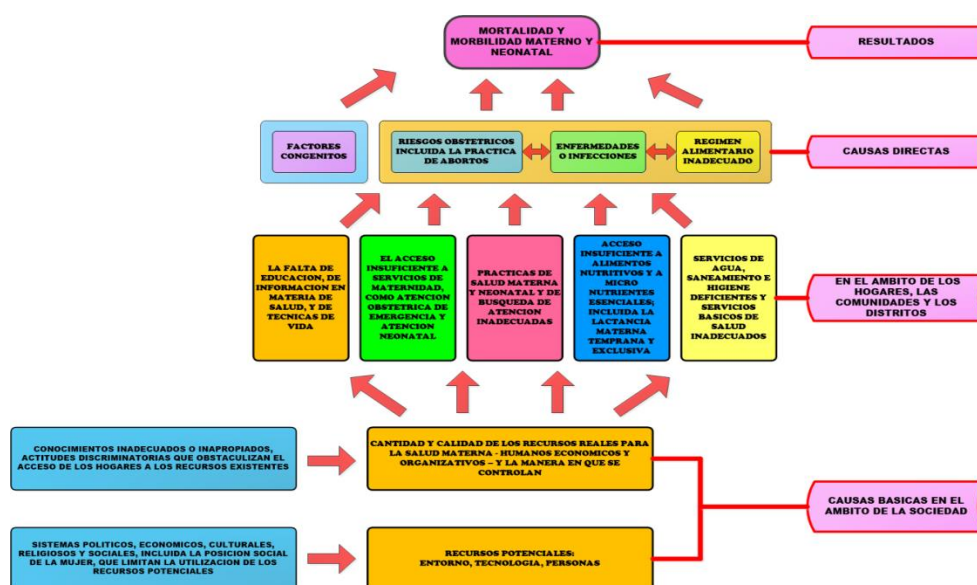 MORTALIDAD Y
MORBILIDAD MATERNO Y
NEONATAL
RESULTADOS
FACTORES
CONGENITOS
RIESGOS OBSTETRICOS
INCLUIDA LA PRACTICA
DE ABORTOS
ENFERMEDADES
O INFECCIONES
REGIMEN
ALIMENTARIO
INADECUADO
CAUSAS DIRECTAS
LA FALTA DE
EDUCACION, DE
INFORMACION EN
MATERIA DE
SALUD, Y DE
TECNICAS DE
VIDA
EL ACCESO
INSUFICIENTE A
SERVICIOS DE
MATERNIDAD,
COMO ATENCION
OBSTETRICA DE
EMERGENCIA Y
ATENCION
NEONATAL
PRACTICAS DE
SALUD MATERNA
Y NEONATAL Y DE
BUSQUEDA DE
ATENCION
INADECUADAS
ACCESO
INSUFICIENTE A
ALIMENTOS
NUTRITIVOS Y A
MICRO
NUTRIENTES
ESENCIALES;
INCLUIDA LA
LACTANCIA
MATERNA
TEMPRANA Y
EXCLUSIVA
SERVICIOS DE
AGUA,
SANEAMIENTO E
HIGIENE
DEFICIENTES Y
SERVICIOS
BASICOS DE
SALUD
INADECUADOS
EN EL AMBITO DE LOS
HOGARES, LAS
COMUNIDADES Y LOS
DISTRITOS
CONOCIMIENTOS INADECUADOS O INAPROPIADOS,
ACTITUDES DISCRIMINATORIAS QUE OBSTACULIZAN EL
ACCESO DE LOS HOGARES A LOS RECURSOS EXISTENTES
CANTIDAD Y CALIDAD DE LOS RECURSOS REALES PARA
LA SALUD MATERNA - HUMANOS ECONOMICOS Y
ORGANIZATIVOS – Y LA MANERA EN QUE SE
CONTROLAN
CAUSAS BASICAS EN EL
AMBITO DE LA SOCIEDAD
SISTEMAS POLITICOS, ECONOMICOS, CULTURALES,
RELIGIOSOS Y SOCIALES, INCLUIDA LA POSICION SOCIAL
DE LA MUJER, QUE LIMITAN LA UTILIZACION DE LOS
RECURSOS POTENCIALES
RECURSOS POTENCIALES:
ENTORNO, TECNOLOGIA, PERSONAS